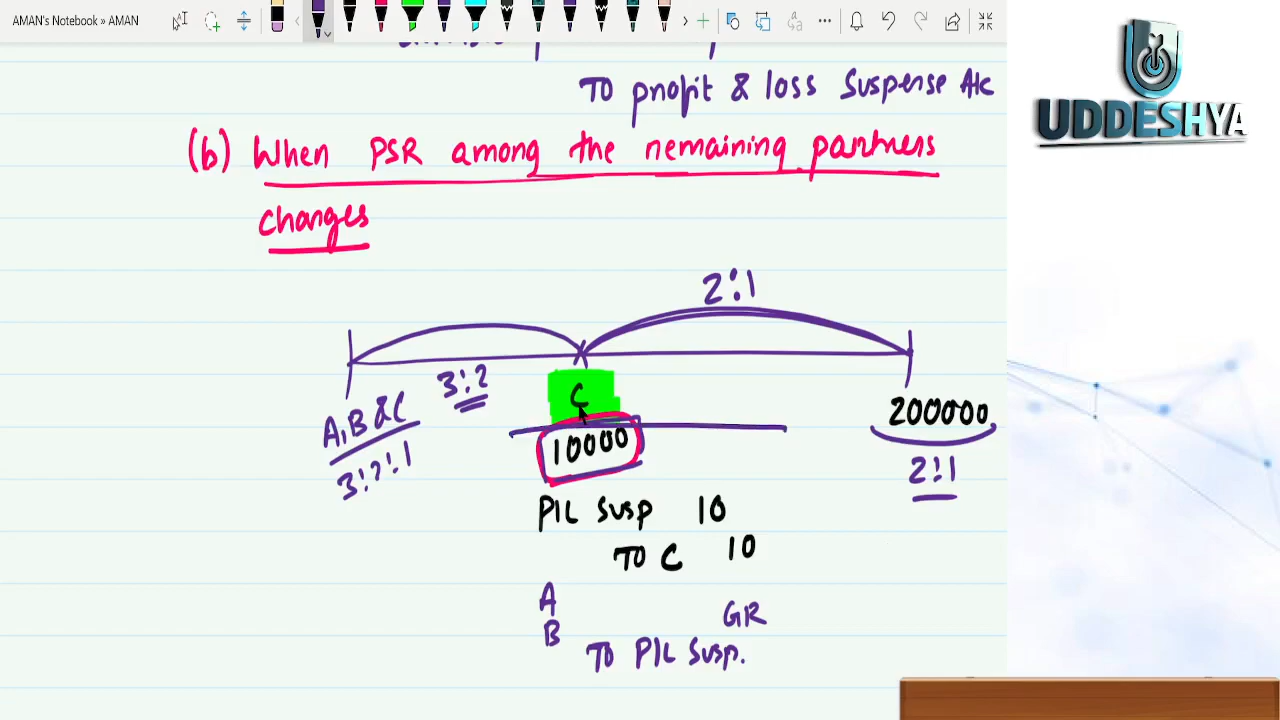 AMAN's Notebook » AMAN
UDDESHYA
To profit & loss Suspense A/c
(b) When PSR among the remaining partners
changes
2:1
3:2
C
A, B & C
3:2:1
10000
200000
2:1
P/L Susp 10
To C 10
A
B GR
To P/L Susp.